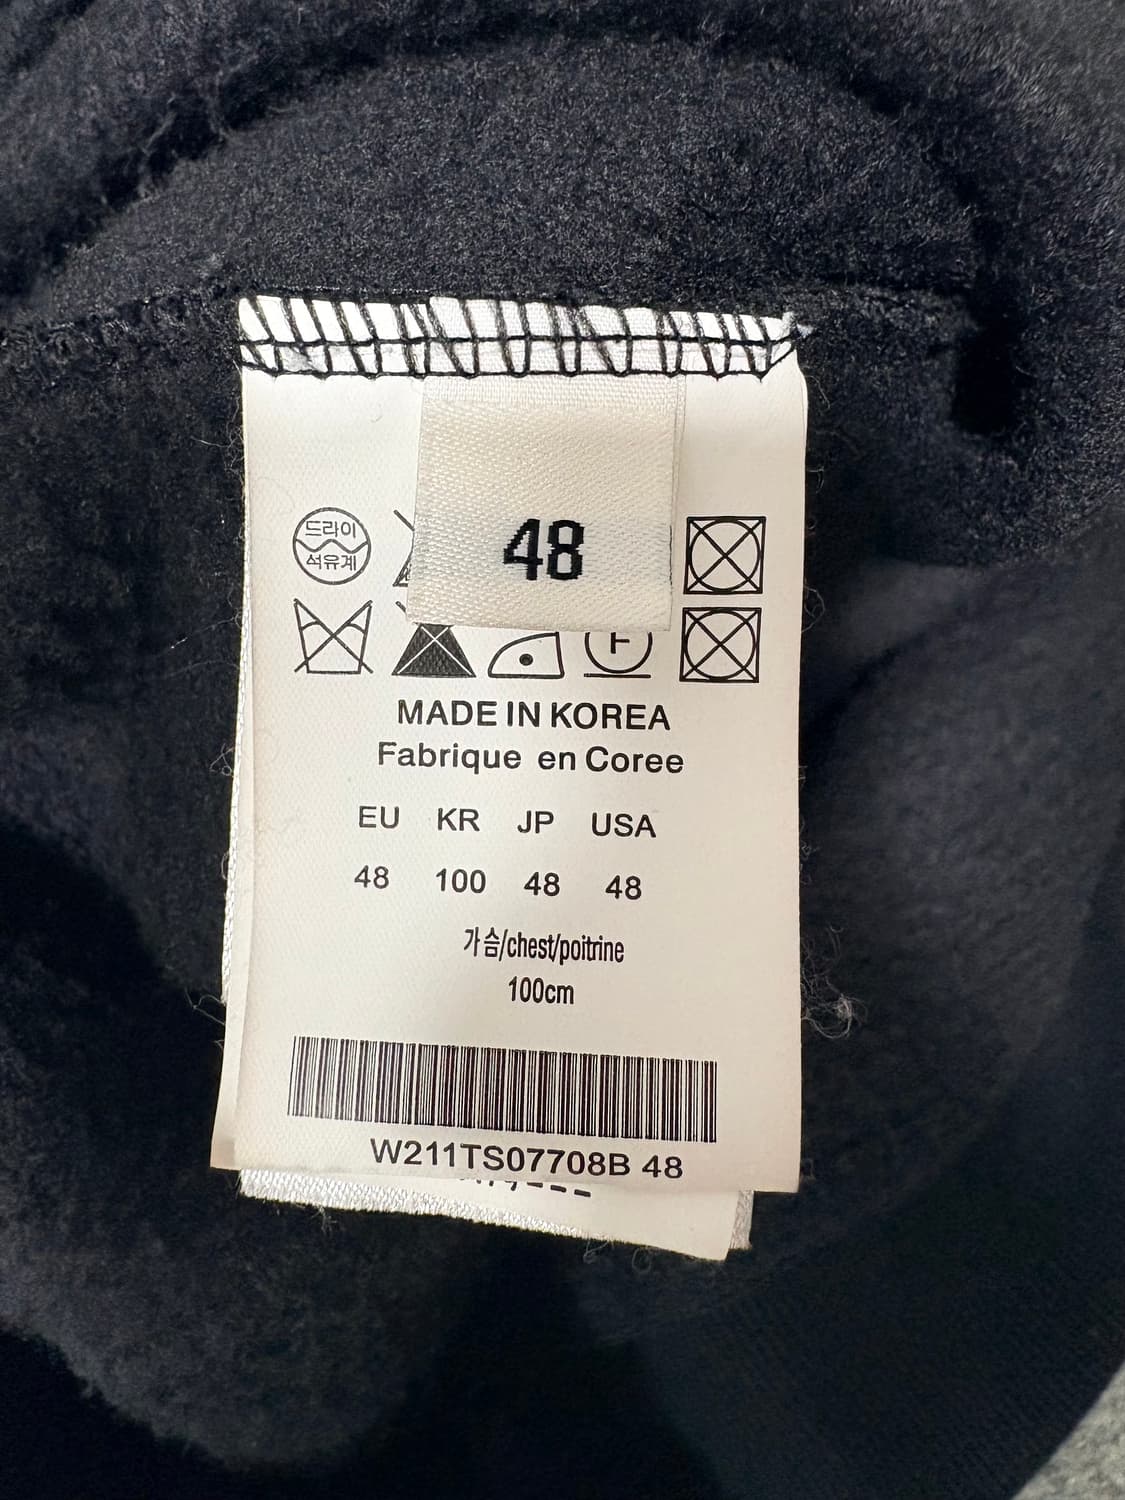 48
드라이
석유계
F
MADE IN KOREA
Fabrique en Coree
EU KR JP USA
48 100 48 48
가슴/chest/poitrine
100cm
W211TS07708B 48